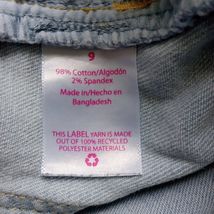 9
98% Cotton/Algodón
2% Spandex
Made in/Hecho en
Bangladesh
THIS LABEL YARN IS MADE
OUT OF 100% RECYCLED
POLYESTER MATERIALS